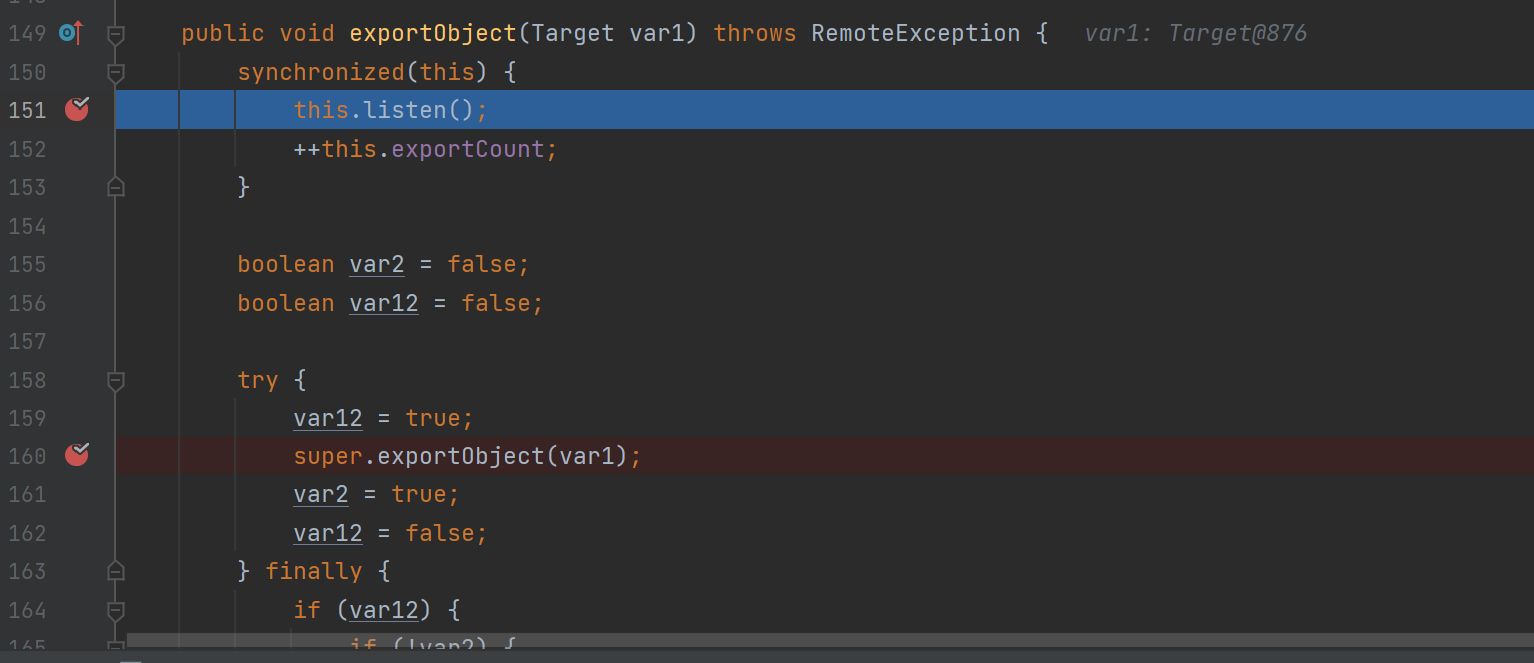 149 public void exportObject(Target var1) throws RemoteException { var1: Target@876
150 synchronized(this) {
151 this.listen();
152 ++this.exportCount;
153 }
154
155 boolean var2 = false;
156 boolean var12 = false;
157
158 try {
159 var12 = true;
160 super.exportObject(var1);
161 var2 = true;
162 var12 = false;
163 } finally {
164 if (var12) {
165 if (!var2) {